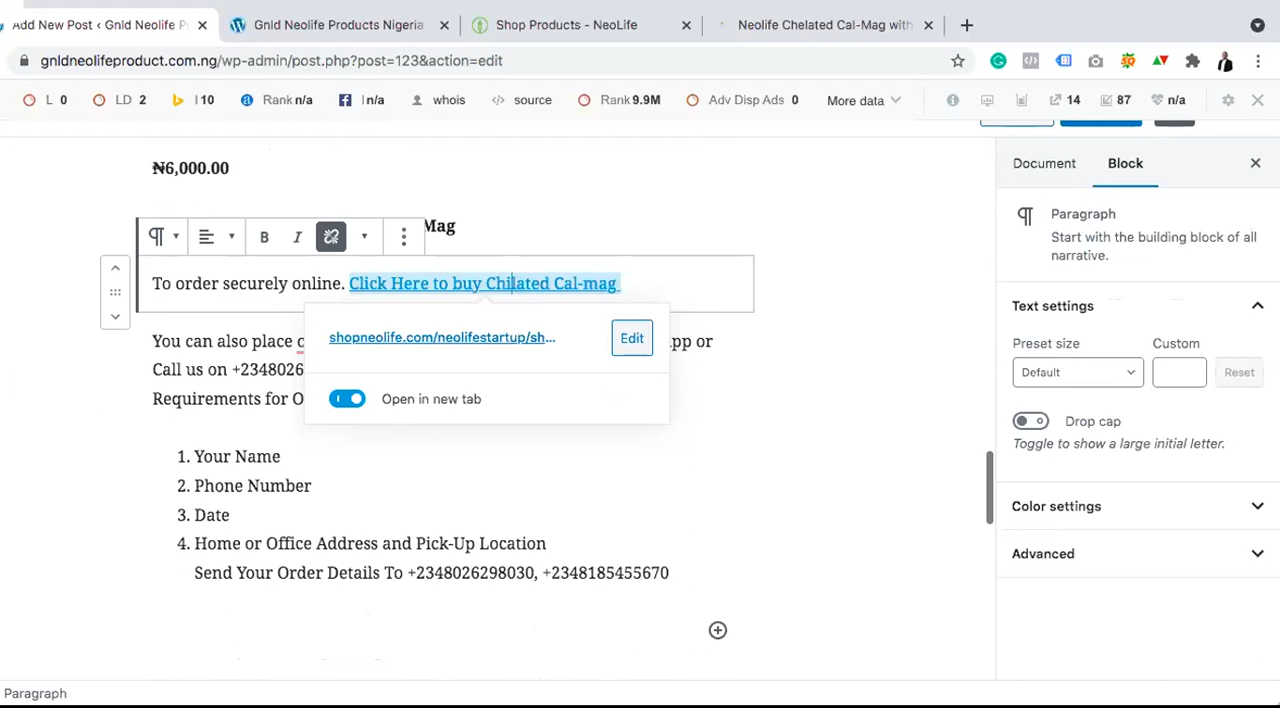 Add New Post ‹ Gnld Neolife P
Gnld Neolife Products Nigeria
Shop Products - NeoLife
Neolife Chelated Cal-Mag with
gnldneolifeproduct.com.ng/wp-admin/post.php?post=123&action=edit
L 0
LD 2
I 10
Rank n/a
I n/a
whois
source
Rank 9.9M
Adv Disp Ads 0
More data
14
87
n/a
₦6,000.00
Document
Block
Mag
B I
Paragraph
Start with the building block of all
narrative.
To order securely online. Click Here to buy Chilated Cal-mag
Text settings
shopneolife.com/neolifestartup/sh...
Edit
You can also place
pp or
Preset size
Custom
Default
Reset
Call us on +2348026
Requirements for O
Open in new tab
Drop cap
Toggle to show a large initial letter.
1. Your Name
2. Phone Number
3. Date
4. Home or Office Address and Pick-Up Location
Send Your Order Details To +2348026298030, +2348185455670
Color settings
Advanced
Paragraph